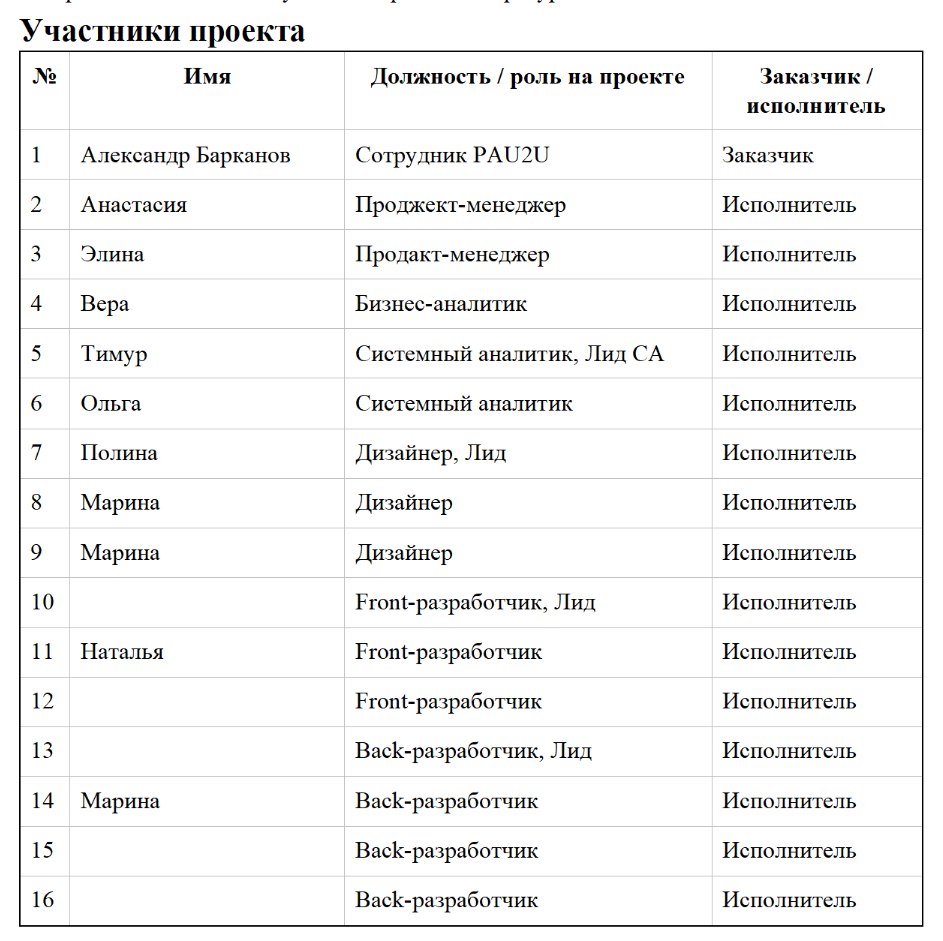 Участники проекта
№ Имя Должность / роль на проекте Заказчик /
исполнитель
1 Александр Барканов Сотрудник PAU2U Заказчик
2 Анастасия Проджект-менеджер Исполнитель
3 Элина Продакт-менеджер Исполнитель
4 Вера Бизнес-аналитик Исполнитель
5 Тимур Системный аналитик, Лид СА Исполнитель
6 Ольга Системный аналитик Исполнитель
7 Полина Дизайнер, Лид Исполнитель
8 Марина Дизайнер Исполнитель
9 Марина Дизайнер Исполнитель
10 Front-разработчик, Лид Исполнитель
11 Наталья Front-разработчик Исполнитель
12 Front-разработчик Исполнитель
13 Back-разработчик, Лид Исполнитель
14 Марина Back-разработчик Исполнитель
15 Back-разработчик Исполнитель
16 Back-разработчик Исполнитель